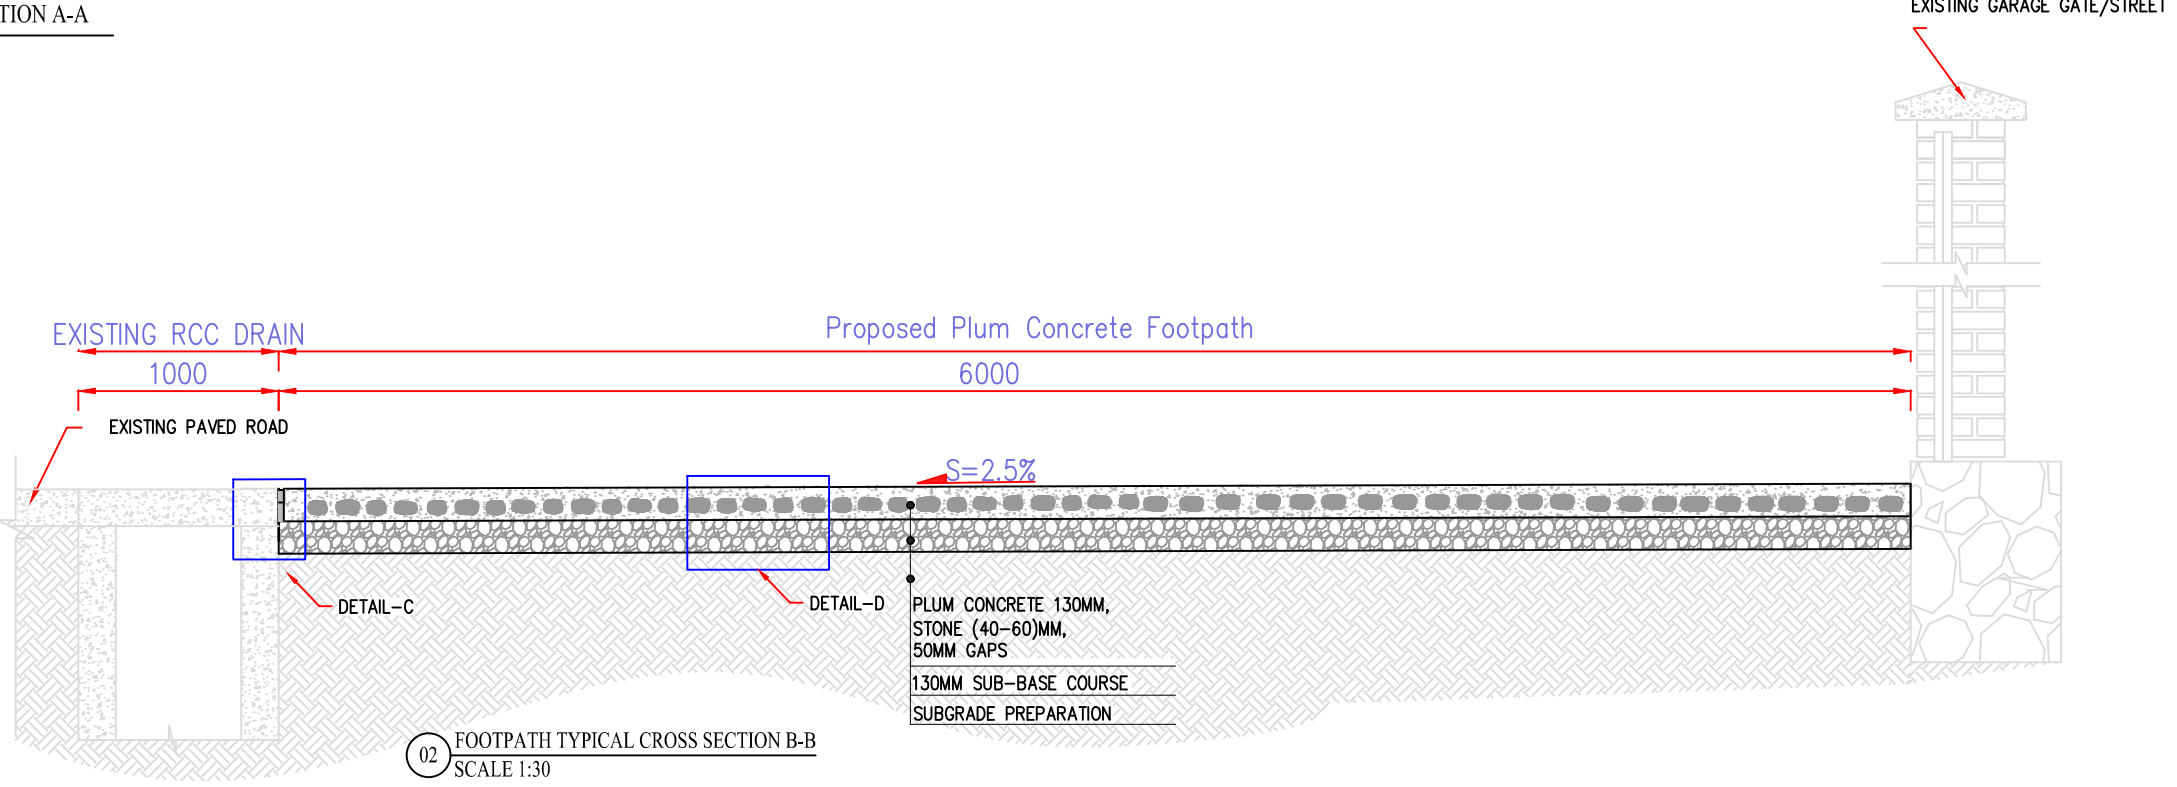 TION A-A
EXISTING GARAGE GATE/STREET
EXISTING RCC DRAIN
Proposed Plum Concrete Footpath
1000
6000
EXISTING PAVED ROAD
S=2.5%
DETAIL-C
DETAIL-D
PLUM CONCRETE 130MM,
STONE (40-60)MM,
50MM GAPS
130MM SUB-BASE COURSE
SUBGRADE PREPARATION
02
FOOTPATH TYPICAL CROSS SECTION B-B
SCALE 1:30